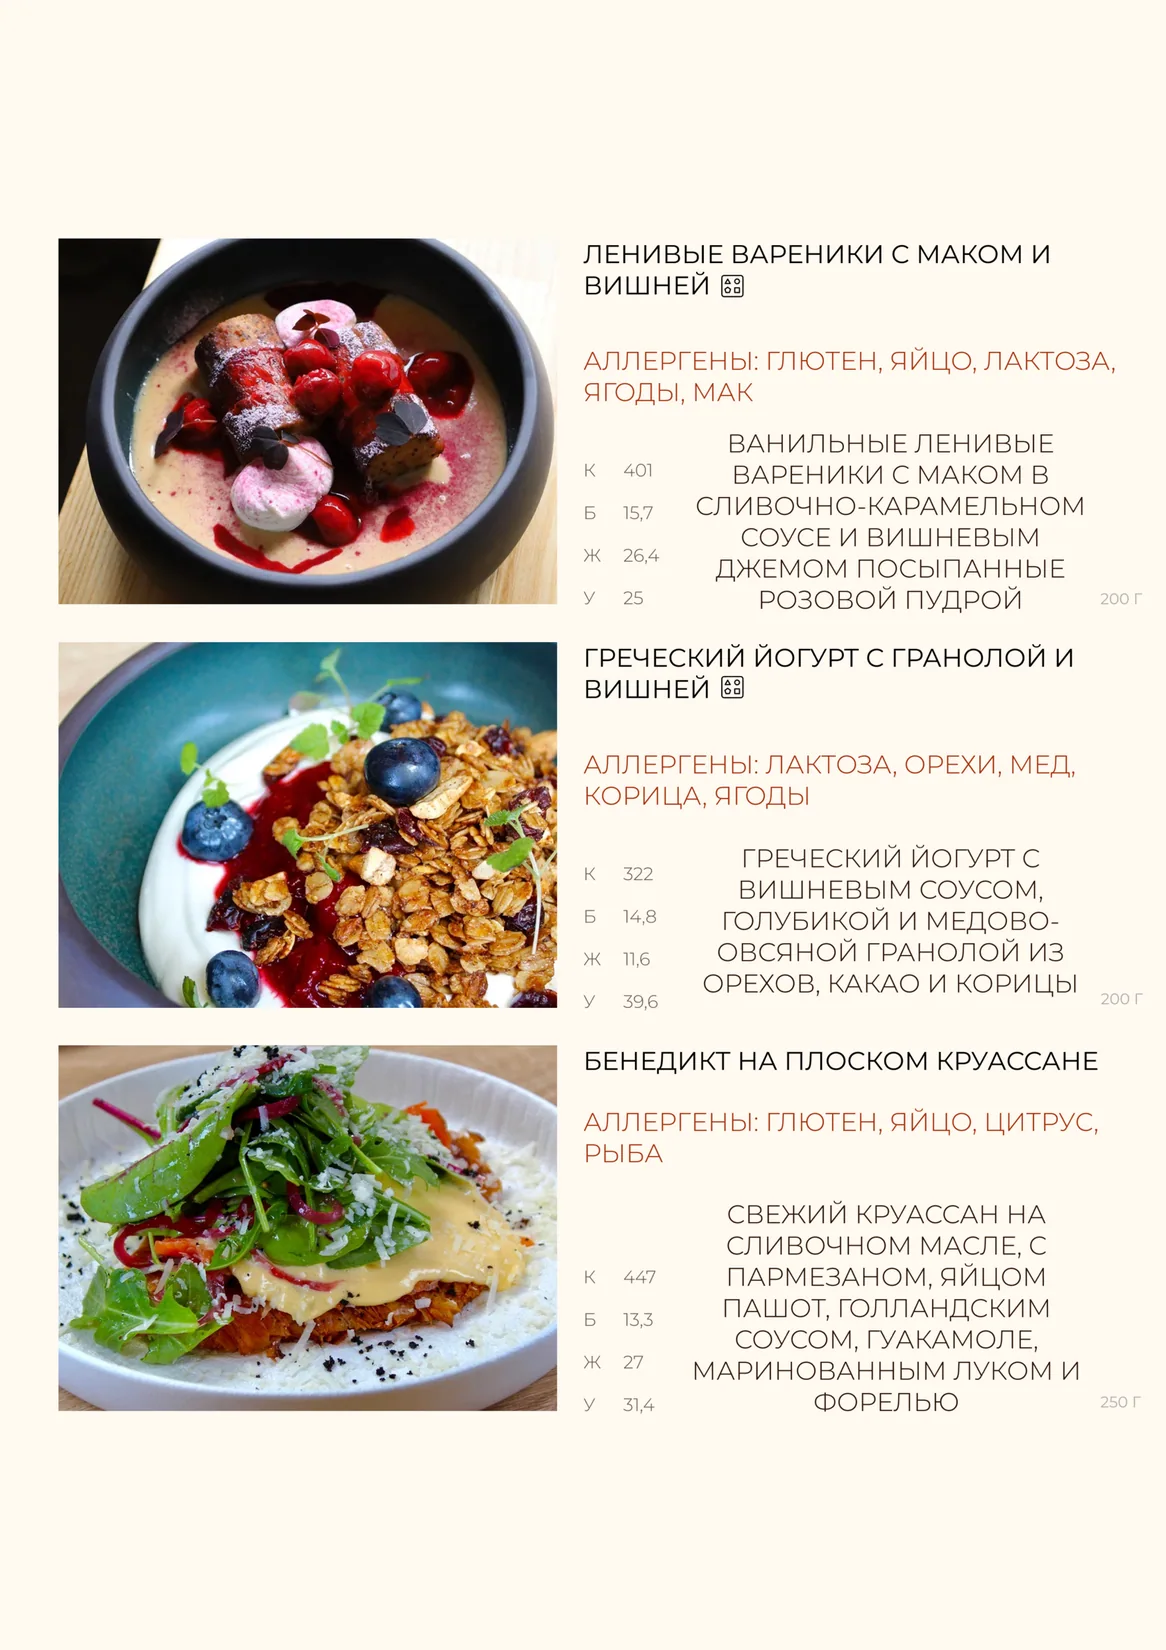 ЛЕНИВЫЕ ВАРЕНИКИ С МАКОМ И
ВИШНЕЙ
АЛЛЕРГЕНЫ: ГЛЮТЕН, ЯЙЦО, ЛАКТОЗА,
ЯГОДЫ, МАК
К 401
Б 15,7
Ж 26,4
У 25
ВАНИЛЬНЫЕ ЛЕНИВЫЕ
ВАРЕНИКИ С МАКОМ В
СЛИВОЧНО-КАРАМЕЛЬНОМ
СОУСЕ И ВИШНЕВЫМ
ДЖЕМОМ ПОСЫПАННЫЕ
РОЗОВОЙ ПУДРОЙ
200 Г
ГРЕЧЕСКИЙ ЙОГУРТ С ГРАНОЛОЙ И
ВИШНЕЙ
АЛЛЕРГЕНЫ: ЛАКТОЗА, ОРЕХИ, МЕД,
КОРИЦА, ЯГОДЫ
К 322
Б 14,8
Ж 11,6
У 39,6
ГРЕЧЕСКИЙ ЙОГУРТ С
ВИШНЕВЫМ СОУСОМ,
ГОЛУБИКОЙ И МЕДОВО-
ОВСЯНОЙ ГРАНОЛОЙ ИЗ
ОРЕХОВ, КАКАО И КОРИЦЫ
200 Г
БЕНЕДИКТ НА ПЛОСКОМ КРУАССАНЕ
АЛЛЕРГЕНЫ: ГЛЮТЕН, ЯЙЦО, ЦИТРУС,
РЫБА
К 447
Б 13,3
Ж 27
У 31,4
СВЕЖИЙ КРУАССАН НА
СЛИВОЧНОМ МАСЛЕ, С
ПАРМЕЗАНОМ, ЯЙЦОМ
ПАШОТ, ГОЛЛАНДСКИМ
СОУСОМ, ГУАКАМОЛЕ,
МАРИНОВАННЫМ ЛУКОМ И
ФОРЕЛЬЮ
250 Г